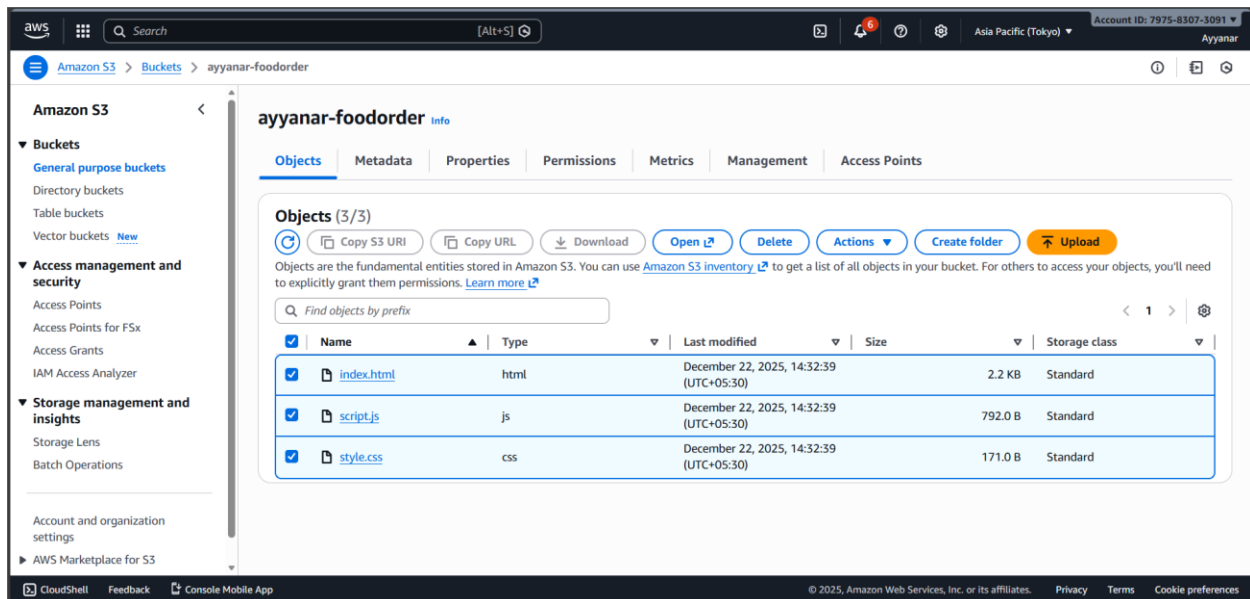 aws
Search
[Alt+S]
6
Asia Pacific (Tokyo) ▼
Account ID: 7975-8307-3091 ▼
Ayyanar
Amazon S3 > Buckets > ayyanar-foodorder
Amazon S3
▼ Buckets
General purpose buckets
Directory buckets
Table buckets
Vector buckets New
▼ Access management and
security
Access Points
Access Points for FSx
Access Grants
IAM Access Analyzer
▼ Storage management and
insights
Storage Lens
Batch Operations
Account and organization
settings
▶ AWS Marketplace for S3
ayyanar-foodorder Info
Objects Metadata Properties Permissions Metrics Management Access Points
Objects (3/3)
Copy S3 URI Copy URL Download Open Delete Actions ▼ Create folder Upload
Objects are the fundamental entities stored in Amazon S3. You can use Amazon S3 inventory to get a list of all objects in your bucket. For others to access your objects, you'll need
to explicitly grant them permissions. Learn more
Find objects by prefix
1
Name Type Last modified Size Storage class
index.html html December 22, 2025, 14:32:39 2.2 KB Standard
(UTC+05:30)
script.js js December 22, 2025, 14:32:39 792.0 B Standard
(UTC+05:30)
style.css css December 22, 2025, 14:32:39 171.0 B Standard
(UTC+05:30)
CloudShell Feedback Console Mobile App © 2025, Amazon Web Services, Inc. or its affiliates. Privacy Terms Cookie preferences